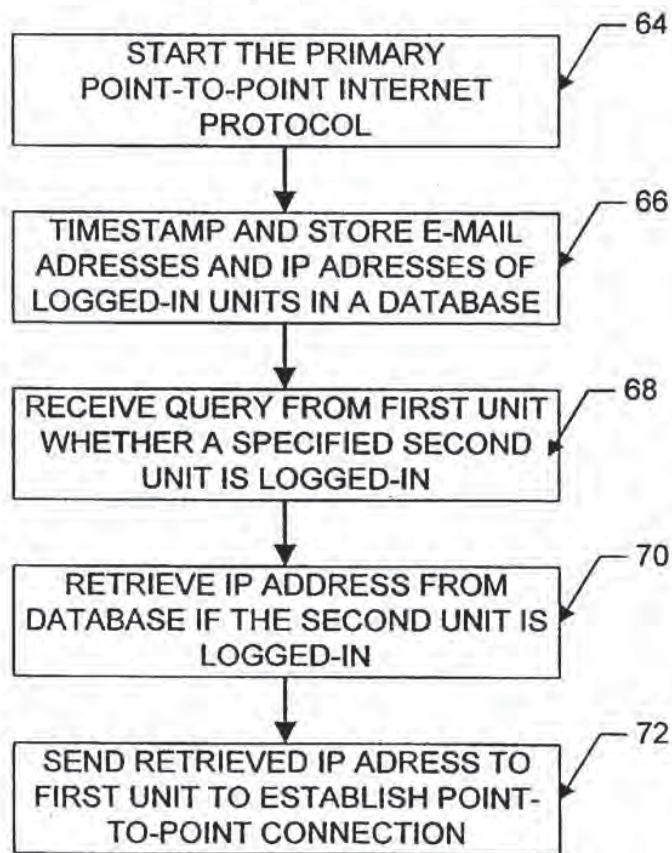 64
START THE PRIMARY
POINT-TO-POINT INTERNET
PROTOCOL
66
TIMESTAMP AND STORE E-MAIL
ADRESSES AND IP ADRESSES OF
LOGGED-IN UNITS IN A DATABASE
68
RECEIVE QUERY FROM FIRST UNIT
WHETHER A SPECIFIED SECOND
UNIT IS LOGGED-IN
70
RETRIEVE IP ADDRESS FROM
DATABASE IF THE SECOND UNIT IS
LOGGED-IN
72
SEND RETRIEVED IP ADRESS TO
FIRST UNIT TO ESTABLISH POINT-
TO-POINT CONNECTION